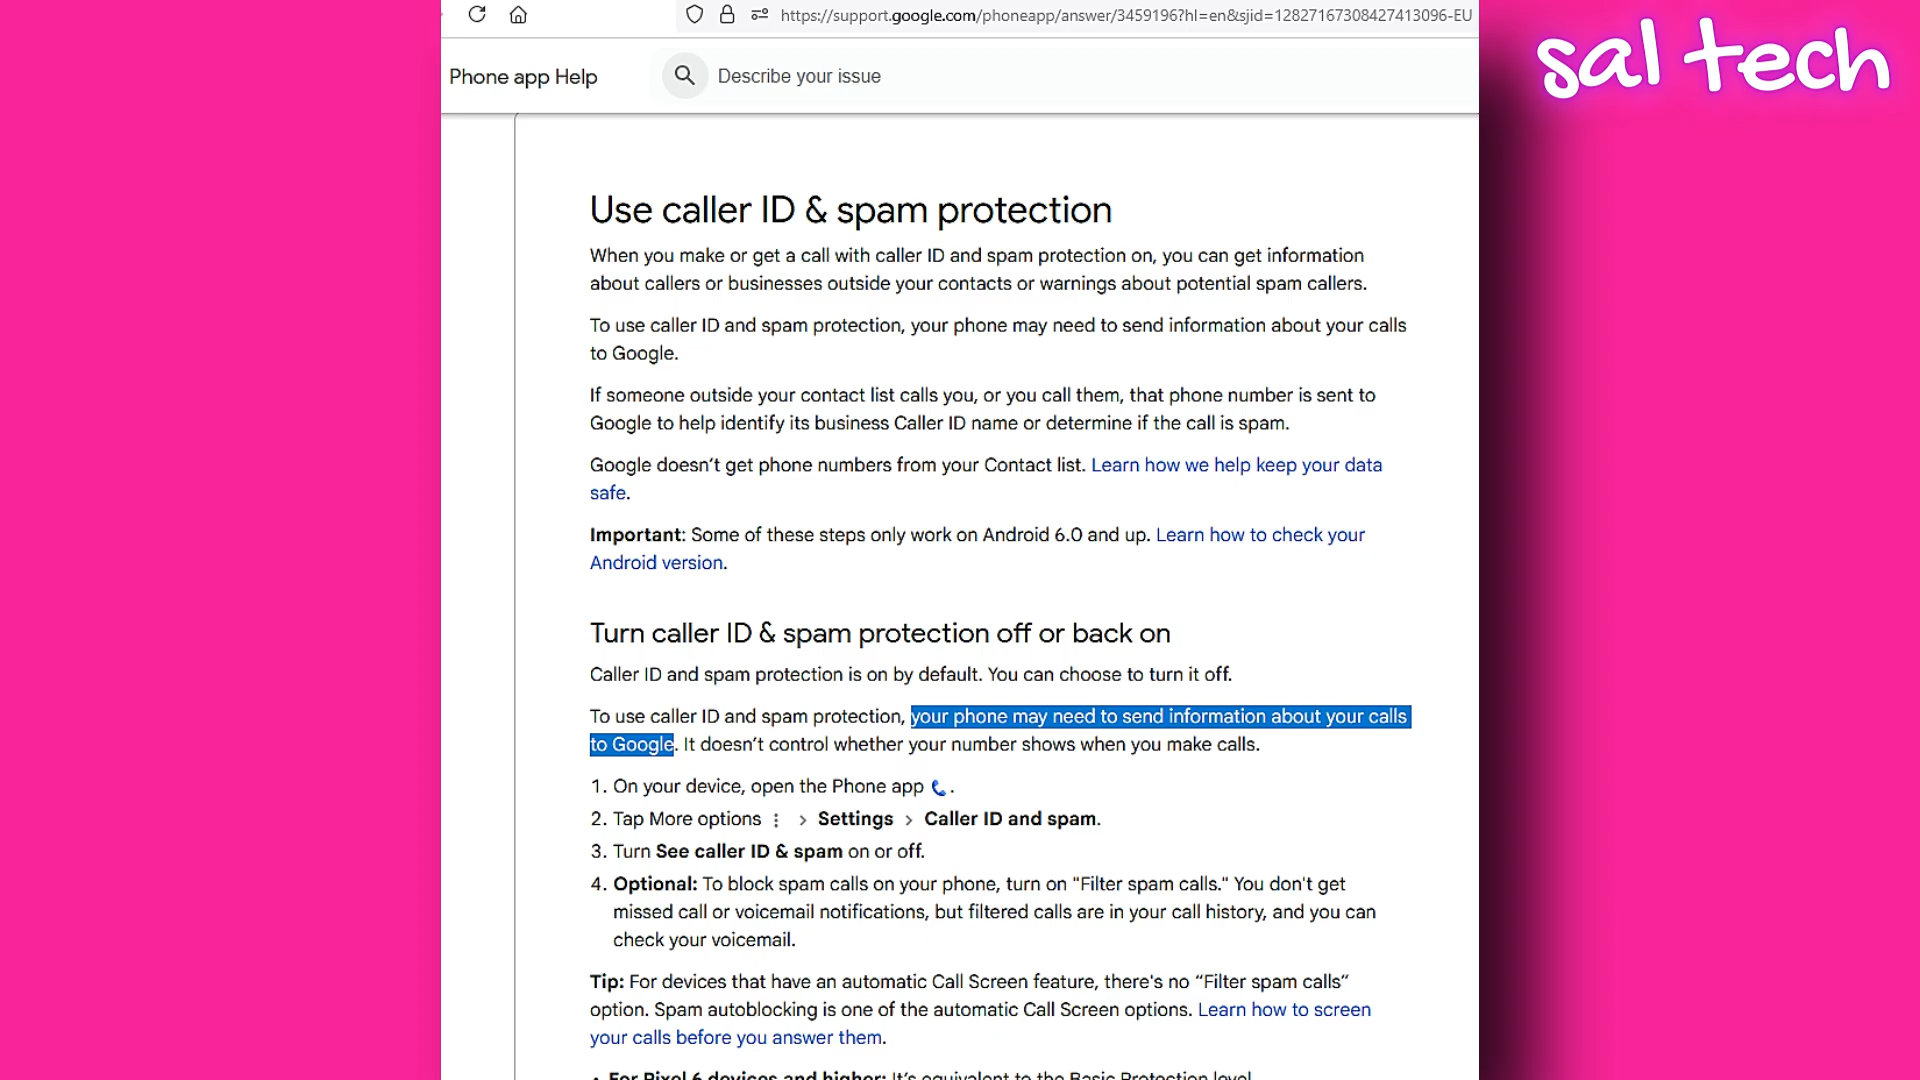 https://support.google.com/phoneapp/answer/3459196?hl=en&sjid=12827167308427413096-EU
sal tech
Phone app Help
Describe your issue
Use caller ID & spam protection
When you make or get a call with caller ID and spam protection on, you can get information
about callers or businesses outside your contacts or warnings about potential spam callers.
To use caller ID and spam protection, your phone may need to send information about your calls
to Google.
If someone outside your contact list calls you, or you call them, that phone number is sent to
Google to help identify its business Caller ID name or determine if the call is spam.
Google doesn't get phone numbers from your Contact list. Learn how we help keep your data
safe.
Important: Some of these steps only work on Android 6.0 and up. Learn how to check your
Android version.
Turn caller ID & spam protection off or back on
Caller ID and spam protection is on by default. You can choose to turn it off.
To use caller ID and spam protection, your phone may need to send information about your calls
to Google. It doesn't control whether your number shows when you make calls.
1. On your device, open the Phone app .
2. Tap More options > Settings > Caller ID and spam.
3. Turn See caller ID & spam on or off.
4. Optional: To block spam calls on your phone, turn on "Filter spam calls." You don't get
missed call or voicemail notifications, but filtered calls are in your call history, and you can
check your voicemail.
Tip: For devices that have an automatic Call Screen feature, there's no “Filter spam calls”
option. Spam autoblocking is one of the automatic Call Screen options. Learn how to screen
your calls before you answer them.
• For Pixel 6 devices and higher: It's equivalent to the Basic Protection level